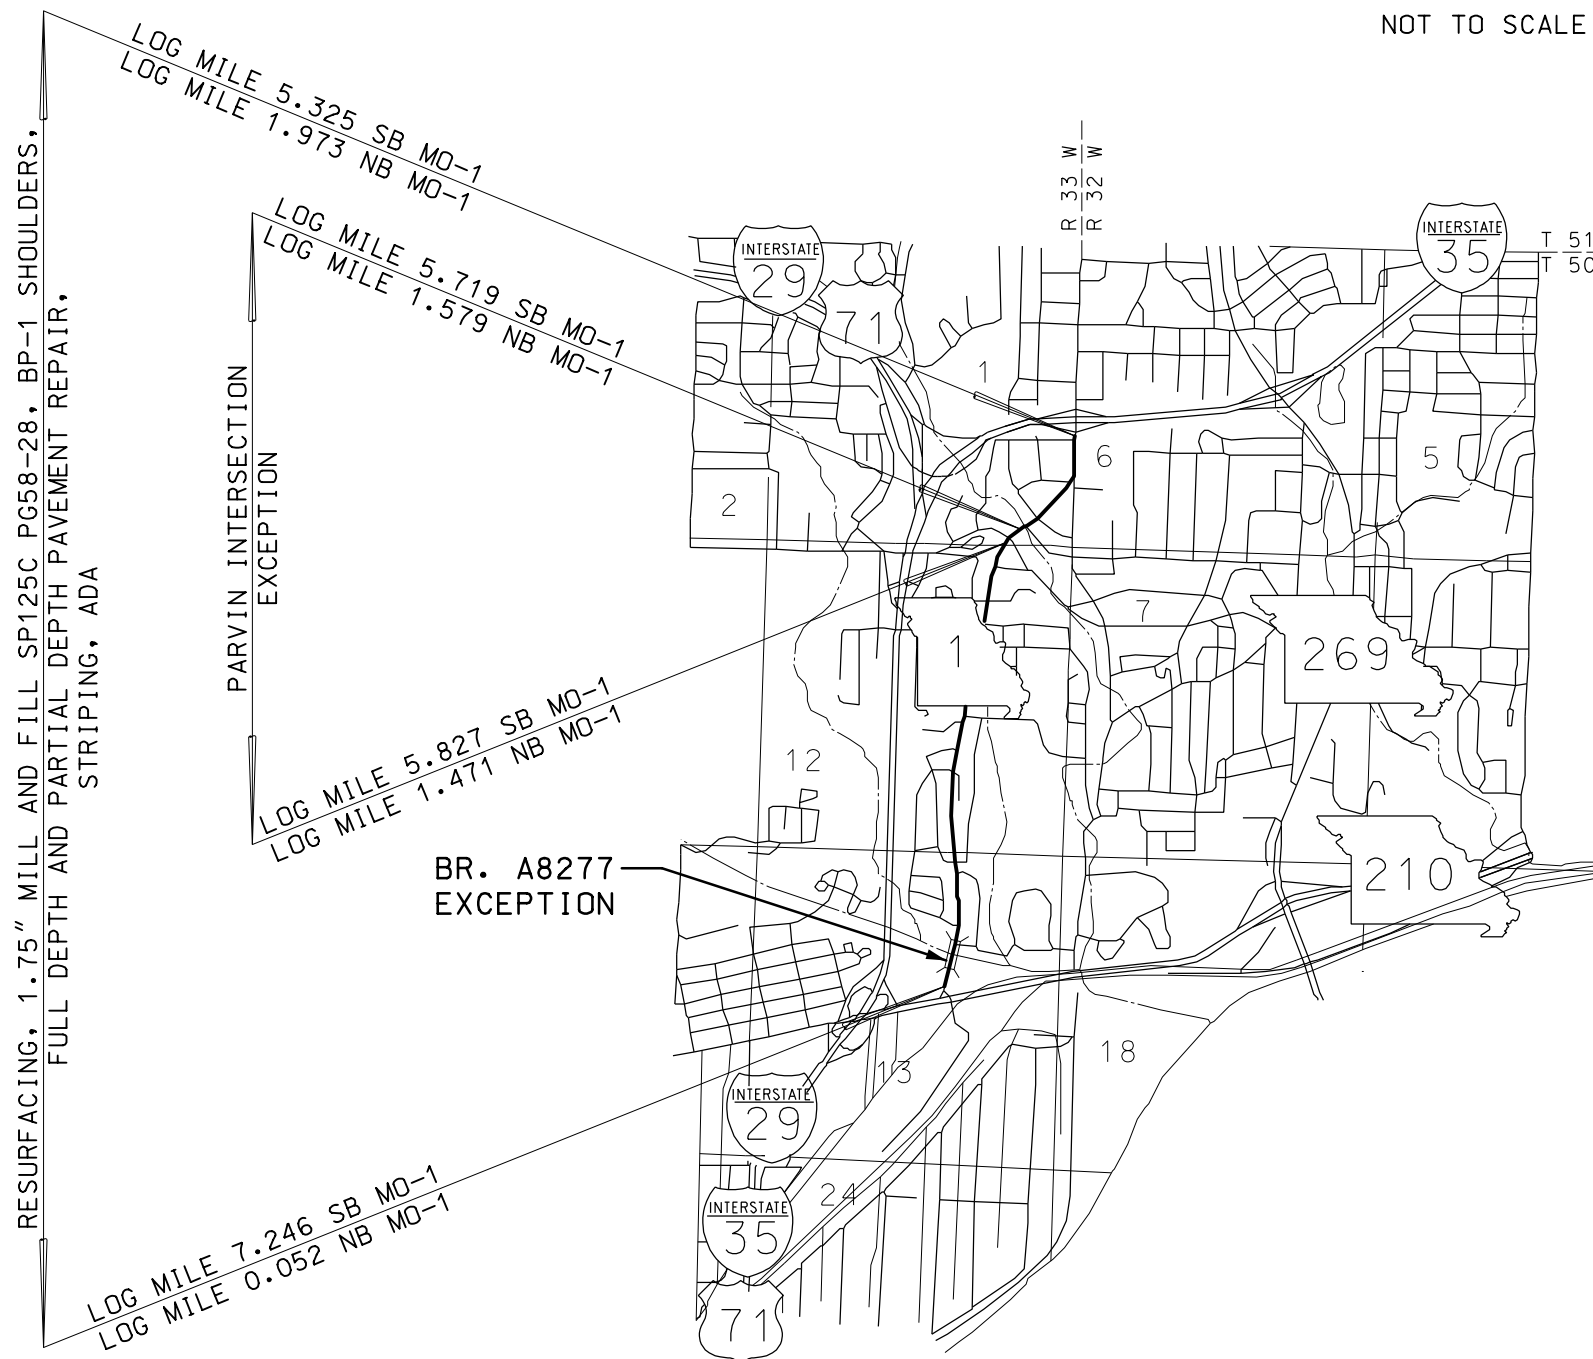 NOT TO SCALE
LOG MILE 5.325 SB MO-1
LOG MILE 1.973 NB MO-1
LOG MILE 5.719 SB MO-1
LOG MILE 1.579 NB MO-1
R 33 W
R 32 W
T 51
T 50
INTERSTATE
29
71
INTERSTATE
35
RESURFACING, 1.75" MILL AND FILL SP125C PG58-28, BP-1 SHOULDERS,
FULL DEPTH AND PARTIAL DEPTH PAVEMENT REPAIR,
STRIPING, ADA
PARVIN INTERSECTION
EXCEPTION
1
6
5
2
7
1
269
12
LOG MILE 5.827 SB MO-1
LOG MILE 1.471 NB MO-1
BR. A8277
EXCEPTION
210
13
18
INTERSTATE
29
24
INTERSTATE
35
71
LOG MILE 7.246 SB MO-1
LOG MILE 0.052 NB MO-1